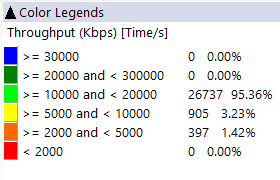 Color Legends
Throughput (Kbps) [Time/s]
>= 30000 0 0.00%
>= 20000 and < 300000 0 0.00%
>= 10000 and < 20000 26737 95.36%
>= 5000 and < 10000 905 3.23%
>= 2000 and < 5000 397 1.42%
< 2000 0 0.00%